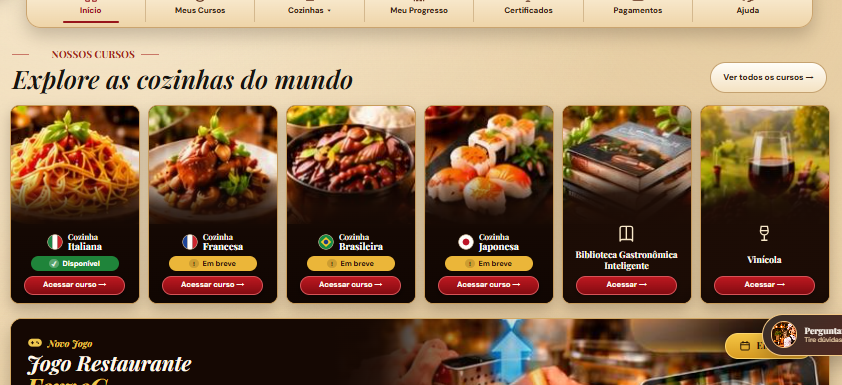 Início
Meus Cursos
Cozinhas
Meu Progresso
Certificados
Pagamentos
Ajuda
NOSSOS CURSOS
Explore as cozinhas do mundo
Ver todos os cursos →
Cozinha
Italiana
Disponível
Acessar curso →
Cozinha
Francesa
Em breve
Acessar curso →
Cozinha
Brasileira
Em breve
Acessar curso →
Cozinha
Japonesa
Em breve
Acessar curso →
Biblioteca Gastronômica
Inteligente
Acessar →
Vinícola
Acessar →
Novo Jogo
Jogo Restaurante
Pergunta
Tire dúvidas